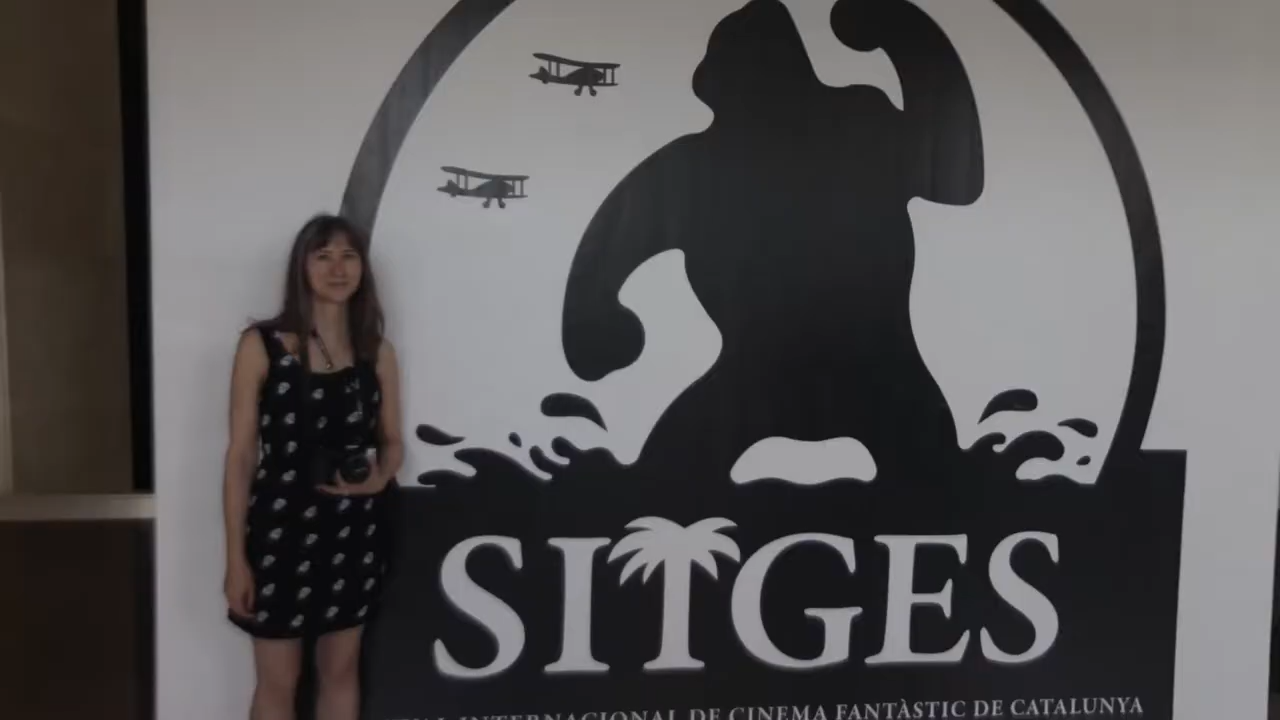 SITGES
INTERNACIONAL DE CINEMA FANTÀSTIC DE CATALUNYA